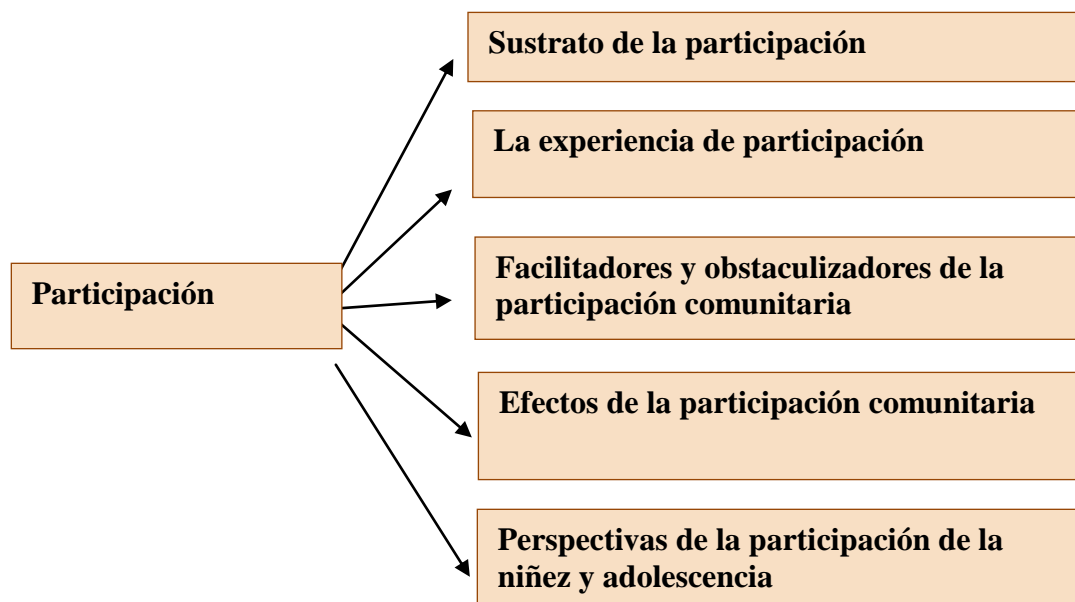 Sustrato de la participación
La experiencia de participación
Facilitadores y obstaculizadores de la
participación comunitaria
Participación
Efectos de la participación comunitaria
Perspectivas de la participación de la
niñez y adolescencia